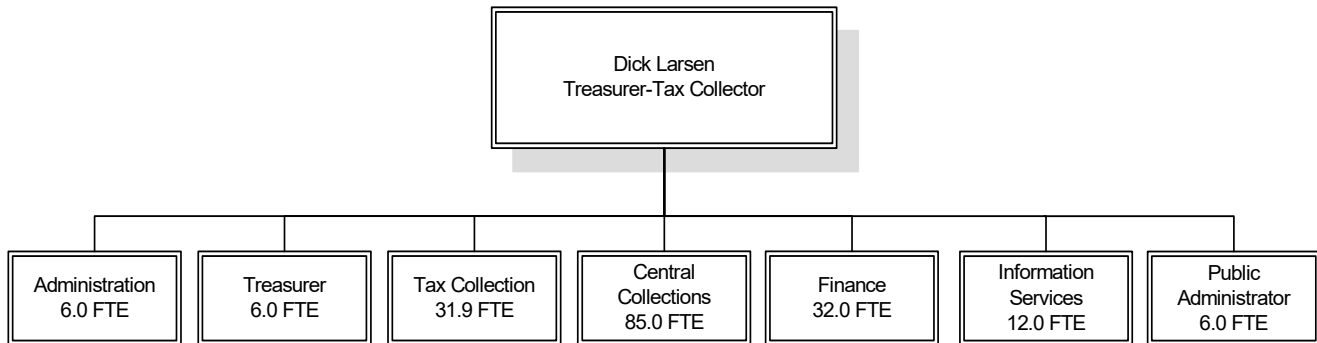 Dick Larsen
Treasurer-Tax Collector
Administration
6.0 FTE
Treasurer
6.0 FTE
Tax Collection
31.9 FTE
Central
Collections
85.0 FTE
Finance
32.0 FTE
Information
Services
12.0 FTE
Public
Administrator
6.0 FTE